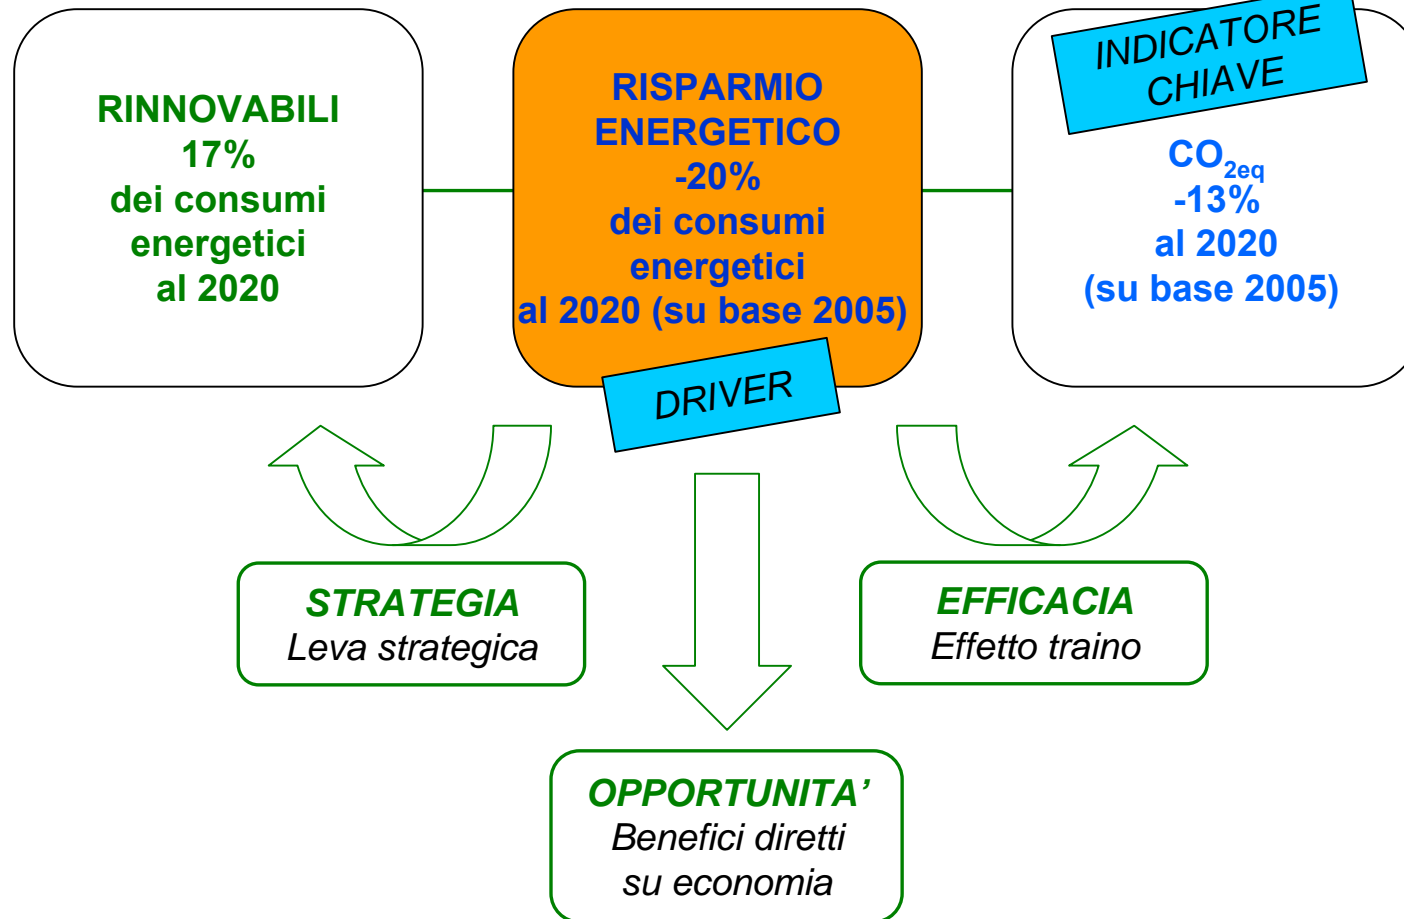 RINNOVABILI
17%
dei consumi
energetici
al 2020
RISPARMIO
ENERGETICO
-20%
dei consumi
energetici
al 2020 (su base 2005)
DRIVER
INDICATORE
CHIAVE
CO2eq
-13%
al 2020
(su base 2005)
STRATEGIA
Leva strategica
EFFICACIA
Effetto traino
OPPORTUNITA’
Benefici diretti
su economia